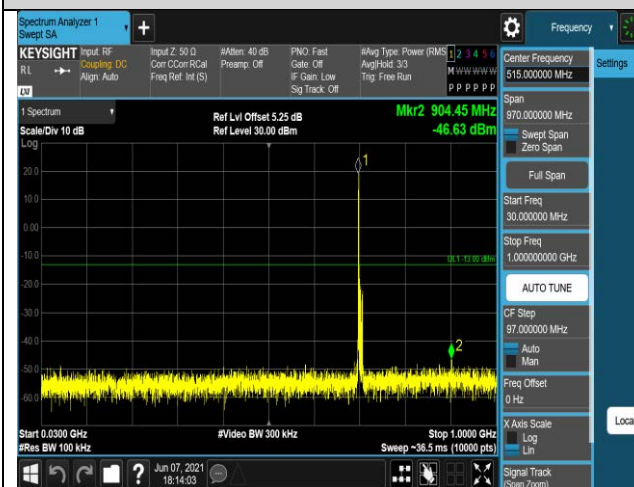 Spectrum Analyzer 1
Swept SA
+
Frequency
KEYSIGHT
RL
Input: RF
Coupling: DC
Align: Auto
Input Z: 50 Ω
Corr CCorr RCal
Freq Ref: Int (S)
#Atten: 40 dB
Preamp: Off
PNO: Fast
Gate: Off
IF Gain: Low
Sig Track: Off
#Avg Type: Power (RMS
Avg|Hold: 3/3
Trig: Free Run
1 2 3 4 5 6
M W W W W W
P P P P P P
LXI
1 Spectrum
Scale/Div 10 dB
Log
Ref Lvl Offset 5.25 dB
Ref Level 30.00 dBm
Mkr2 904.45 MHz
-46.63 dBm
1
20.0
10.0
0.00
-10.0
DL1 -13.00 dBm
-20.0
-30.0
-40.0
2
-50.0
-60.0
Start 0.0300 GHz
#Res BW 100 kHz
#Video BW 300 kHz
Stop 1.0000 GHz
Sweep ~36.5 ms (10000 pts)
?
Jun 07, 2021
18:14:03
Center Frequency
515.000000 MHz
Settings
Span
970.000000 MHz
Swept Span
Zero Span
Full Span
Start Freq
30.000000 MHz
Stop Freq
1.000000000 GHz
AUTO TUNE
CF Step
97.000000 MHz
Auto
Man
Freq Offset
0 Hz
X Axis Scale
Log
Lin
Loca
Signal Track
(Span Zoom)